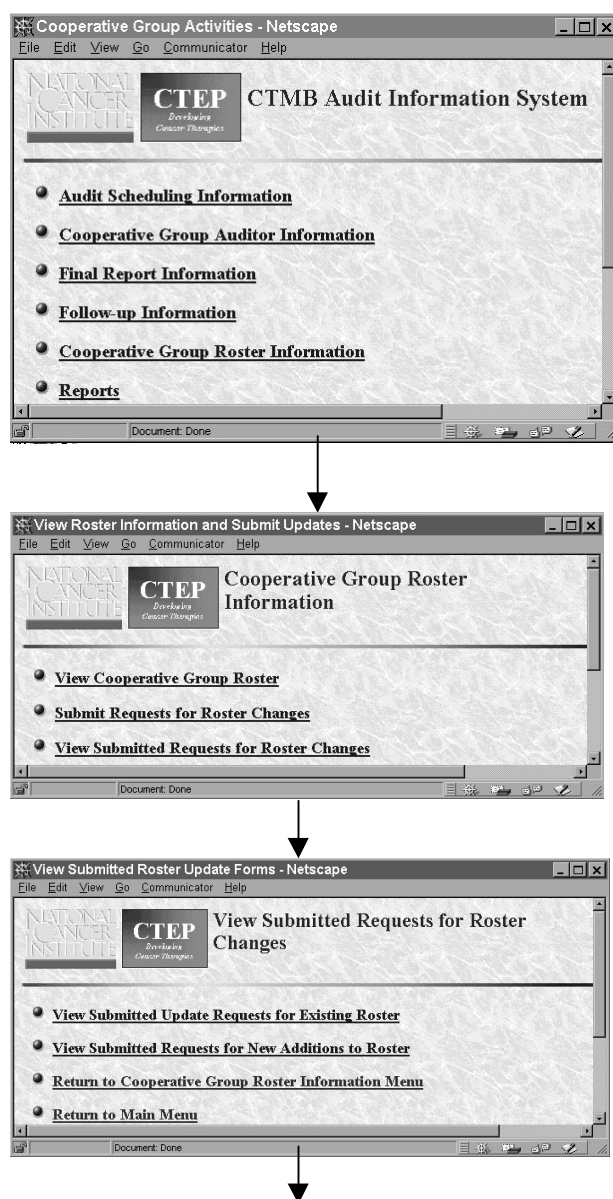 Cooperative Group Activities - Netscape
File Edit View Go Communicator Help
NATIONAL
CANCER
INSTITUTE
CTEP
Developing
Cancer Therapies
CTMB Audit Information System
Audit Scheduling Information
Cooperative Group Auditor Information
Final Report Information
Follow-up Information
Cooperative Group Roster Information
Reports
Document: Done
View Roster Information and Submit Updates - Netscape
File Edit View Go Communicator Help
NATIONAL
CANCER
INSTITUTE
CTEP
Developing
Cancer Therapies
Cooperative Group Roster
Information
View Cooperative Group Roster
Submit Requests for Roster Changes
View Submitted Requests for Roster Changes
Document: Done
View Submitted Roster Update Forms - Netscape
File Edit View Go Communicator Help
NATIONAL
CANCER
INSTITUTE
CTEP
Developing
Cancer Therapies
View Submitted Requests for Roster
Changes
View Submitted Update Requests for Existing Roster
View Submitted Requests for New Additions to Roster
Return to Cooperative Group Roster Information Menu
Return to Main Menu
Document: Done